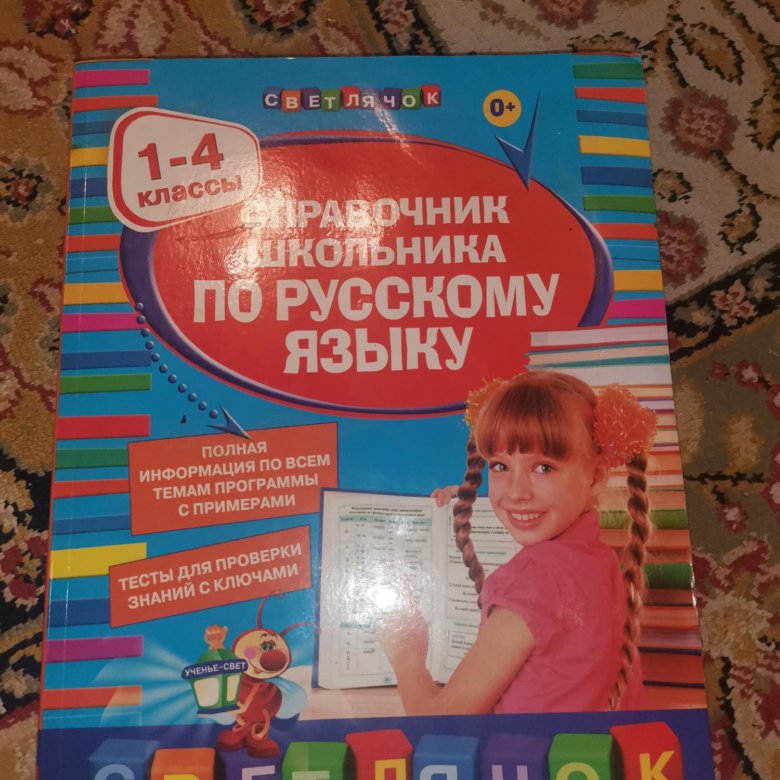 СВЕТЛЯЧОК
0+
1-4
КЛАССЫ
СПРАВОЧНИК
ШКОЛЬНИКА
ПО РУССКОМУ
ЯЗЫКУ
ПОЛНАЯ
ИНФОРМАЦИЯ ПО ВСЕМ
ТЕМАМ ПРОГРАММЫ
С ПРИМЕРАМИ
ТЕСТЫ ДЛЯ ПРОВЕРКИ
ЗНАНИЙ С КЛЮЧАМИ
УЧЕНЬЕ-СВЕТ
СВЕТЛЯЧОК